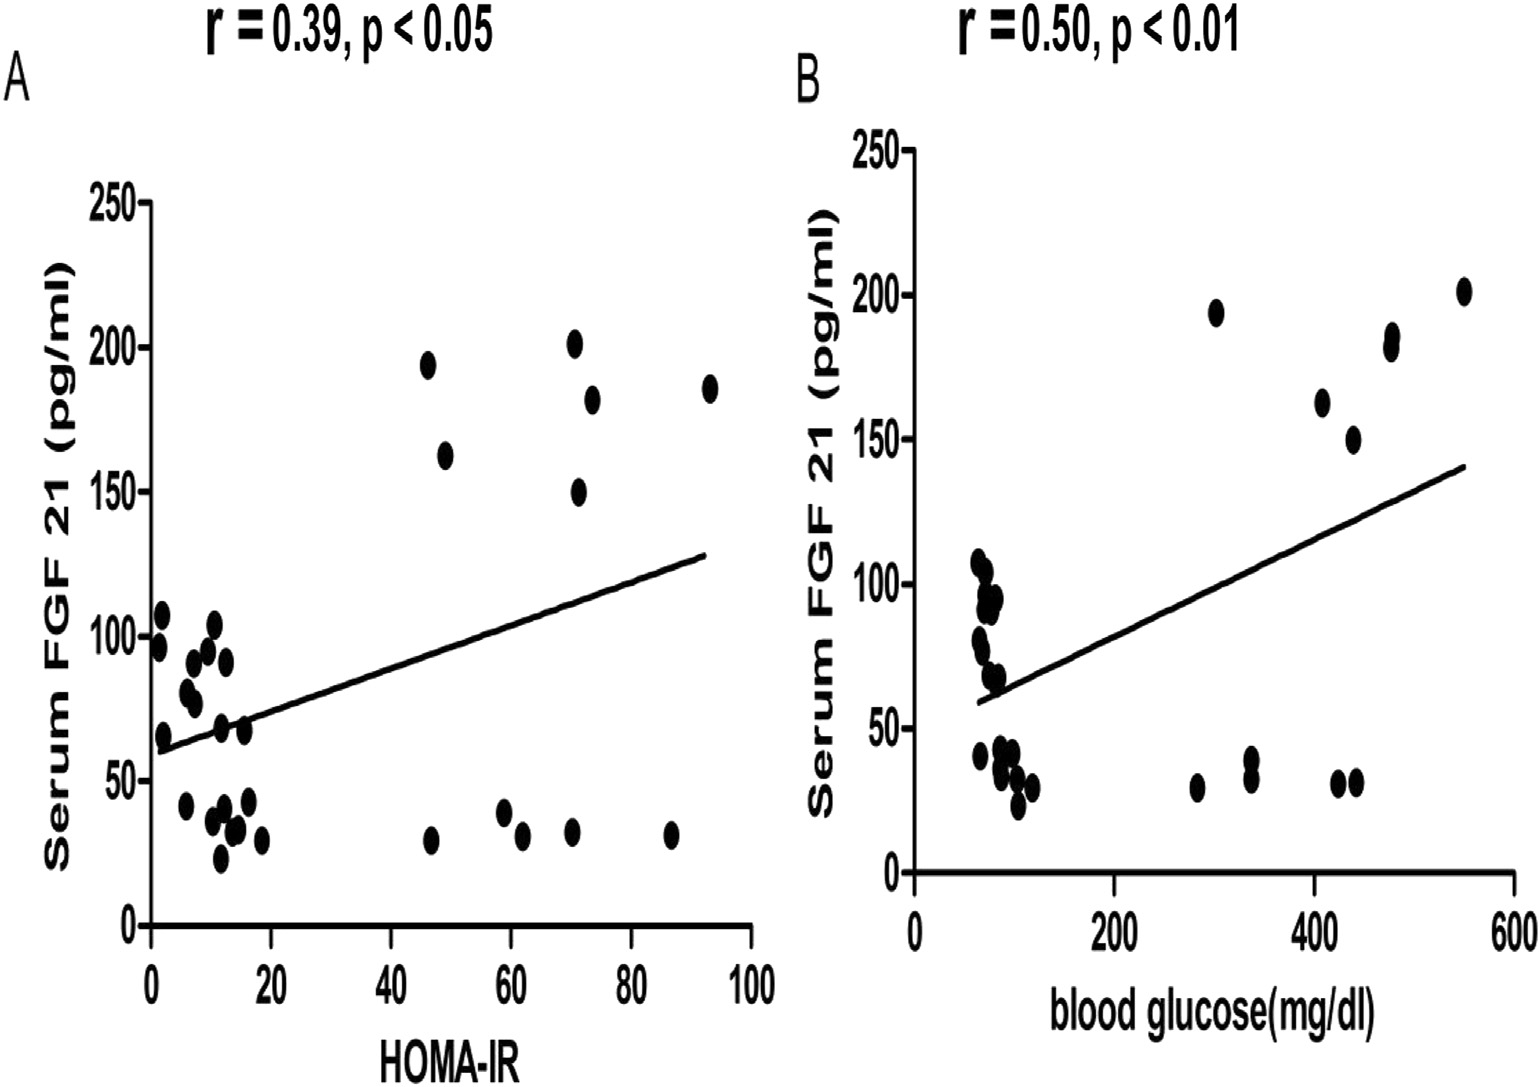 r = 0.39, p < 0.05
A
250
200
150
100
50
0
Serum FGF 21 (pg/ml)
0 20 40 60 80 100
HOMA-IR
r = 0.50, p < 0.01
B
250
200
150
100
50
0
Serum FGF 21 (pg/ml)
0 200 400 600
blood glucose(mg/dl)